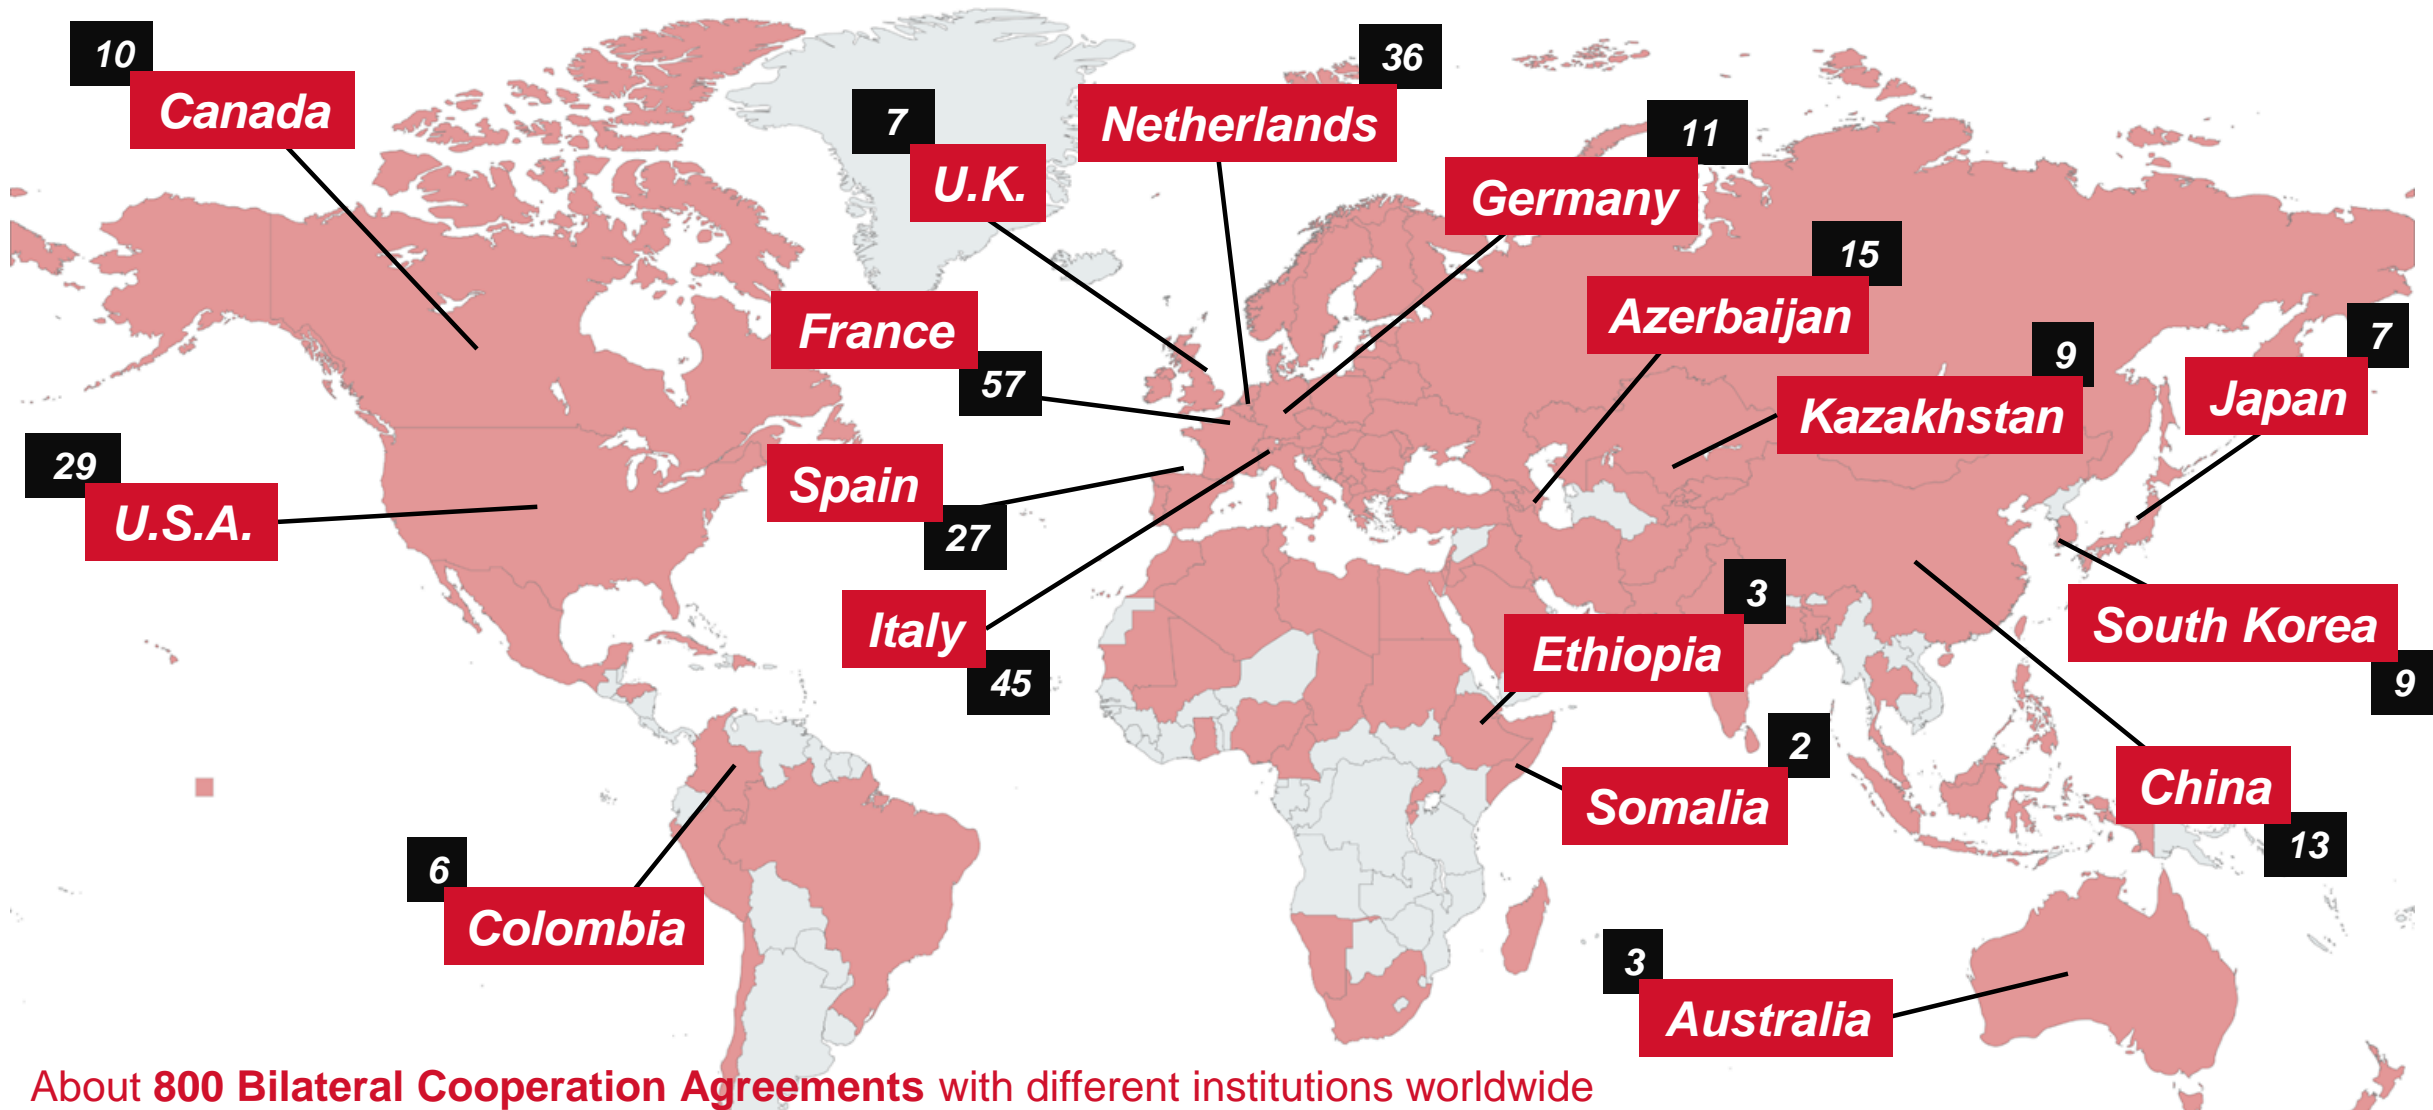 10
Canada
36
Netherlands
7
U.K.
11
Germany
15
Azerbaijan
France
57
9
Kazakhstan
7
Japan
29
U.S.A.
Spain
27
Italy
45
3
Ethiopia
South Korea
9
2
Somalia
China
13
6
Colombia
3
Australia
About 800 Bilateral Cooperation Agreements with different institutions worldwide